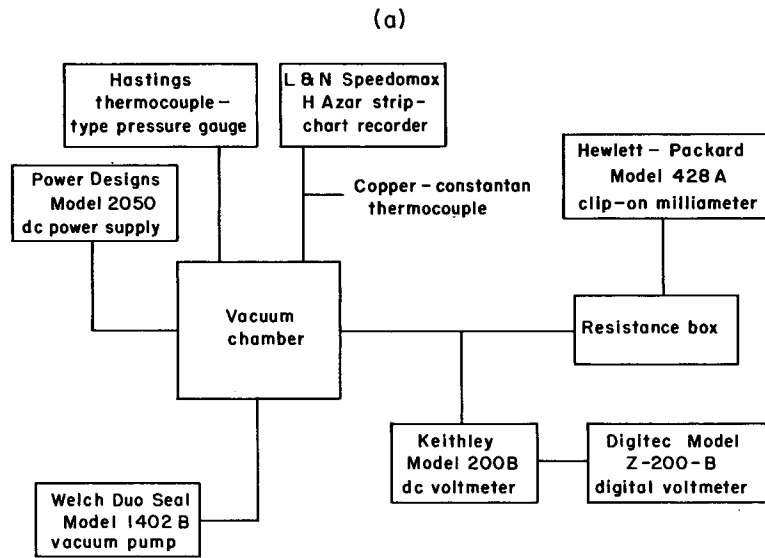 (a)
Hastings
thermocouple-
type pressure gauge
L & N Speedomax
H Azar strip-
chart recorder
Hewlett-Packard
Model 428A
clip-on milliameter
Power Designs
Model 2050
dc power supply
Copper-constantan
thermocouple
Vacuum
chamber
Resistance box
Keithley
Model 200B
dc voltmeter
Digitec Model
Z-200-B
digital voltmeter
Welch Duo Seal
Model 1402B
vacuum pump